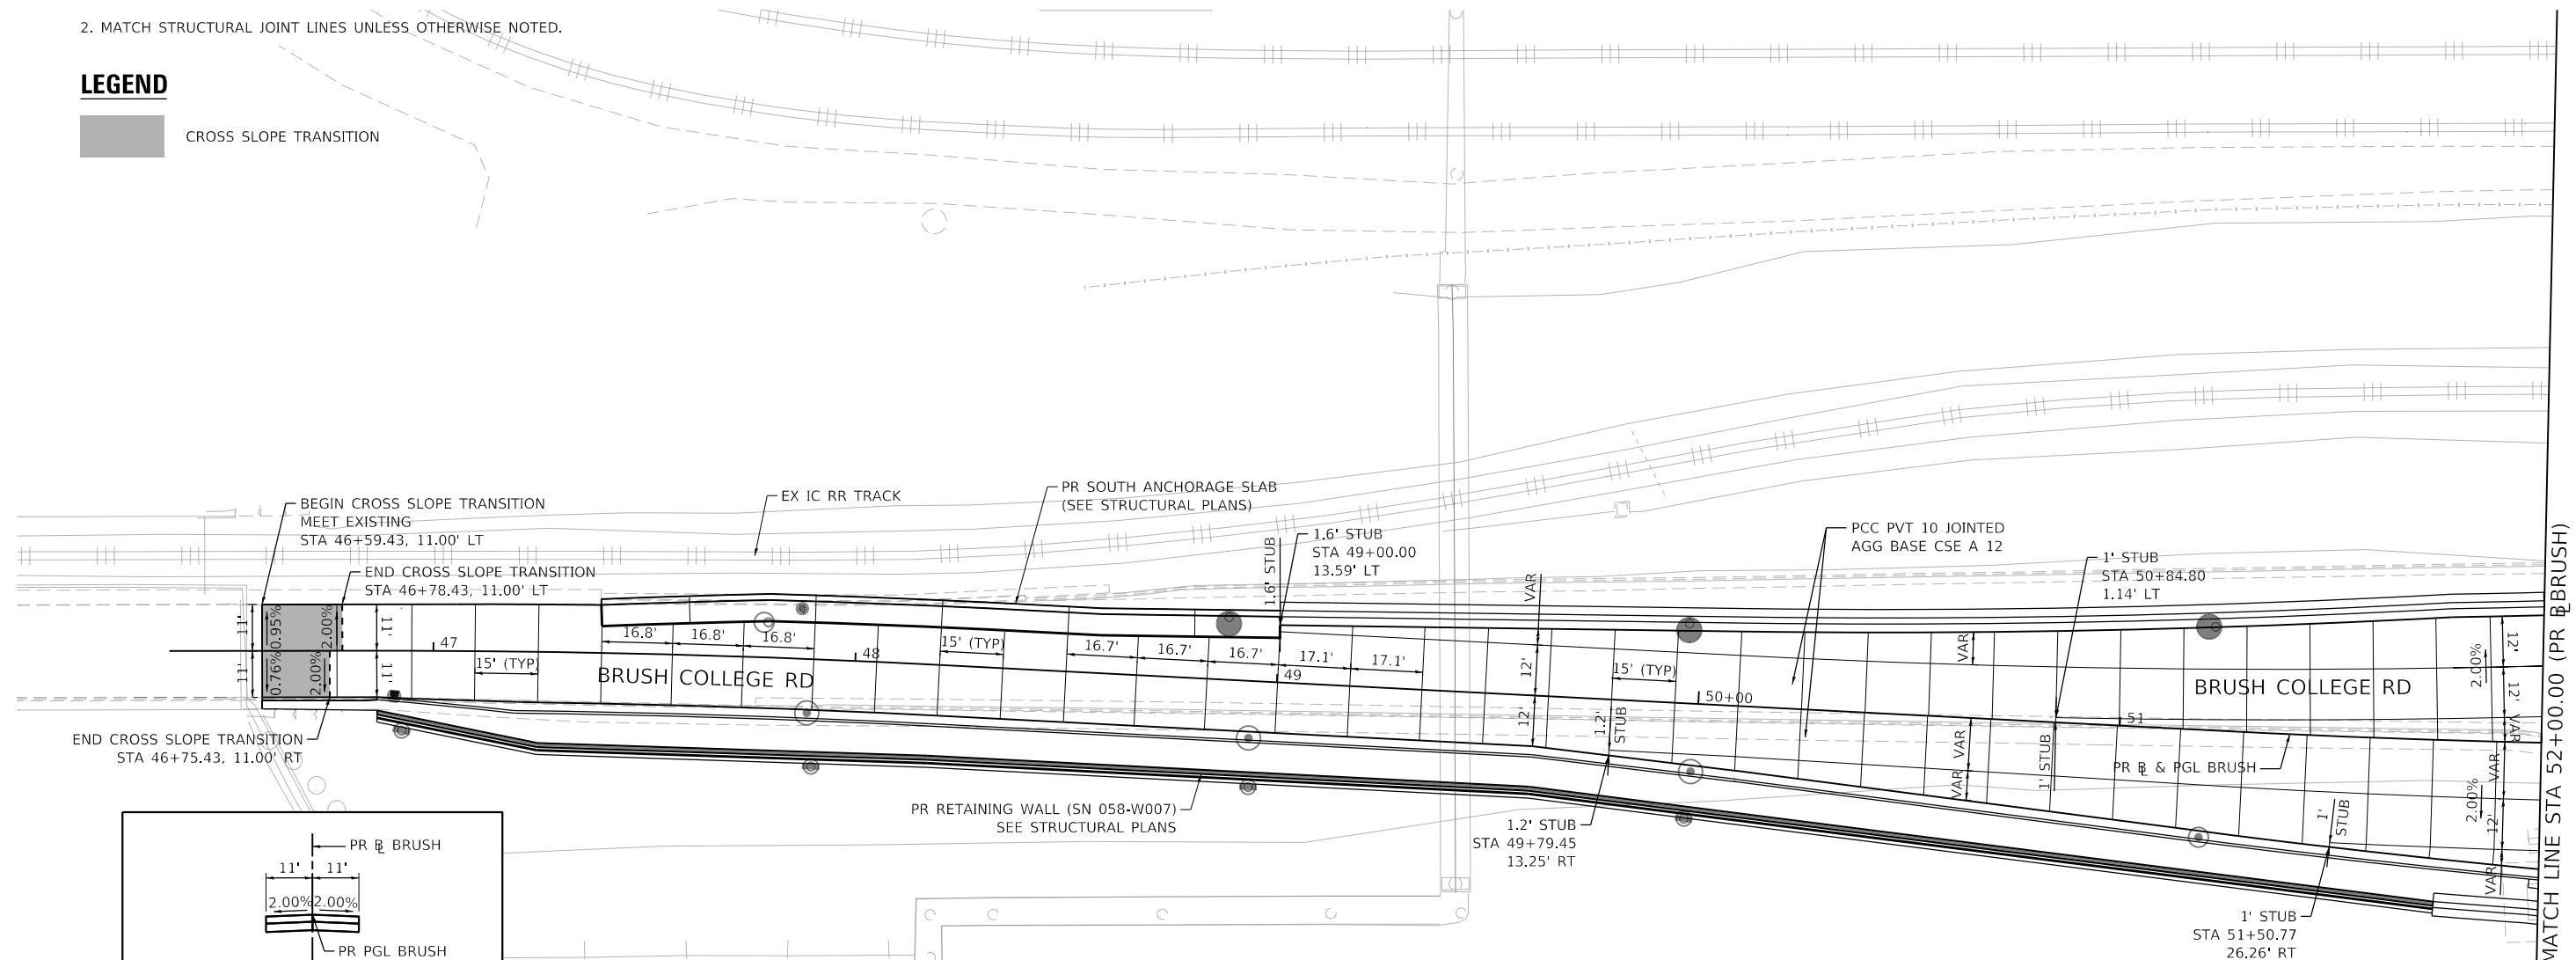 2. MATCH STRUCTURAL JOINT LINES UNLESS OTHERWISE NOTED.
LEGEND
CROSS SLOPE TRANSITION
BEGIN CROSS SLOPE TRANSITION
MEET EXISTING
STA 46+59.43, 11.00' LT
EX IC RR TRACK
PR SOUTH ANCHORAGE SLAB
(SEE STRUCTURAL PLANS)
1.6' STUB
STA 49+00.00
13.59' LT
1.6' STUB
PCC PVT 10 JOINTED
AGG BASE CSE A 12
1' STUB
STA 50+84.80
1.14' LT
END CROSS SLOPE TRANSITION
STA 46+78.43, 11.00' LT
11'
11'
0.95%
0.76%
2.00%
2.00%
11'
11'
47
15' (TYP)
16.8'
16.8'
16.8'
BRUSH COLLEGE RD
48
15' (TYP)
16.7'
16.7'
16.7'
49
17.1'
17.1'
VAR
12'
12'
1.2'
STUB
15' (TYP)
50+00
VAR
VAR
VAR
1' STUB
51
BRUSH COLLEGE RD
2.00%
12'
12'
VAR
PR BL & PGL BRUSH
VAR
2.00%
12'
VAR
1'
STUB
END CROSS SLOPE TRANSITION
STA 46+75.43, 11.00' RT
PR RETAINING WALL (SN 058-W007)
SEE STRUCTURAL PLANS
1.2' STUB
STA 49+79.45
13.25' RT
1' STUB
STA 51+50.77
26.26' RT
MATCH LINE STA 52+00.00 (PR BL BRUSH)
PR BL BRUSH
11'
11'
2.00%
2.00%
PR PGL BRUSH